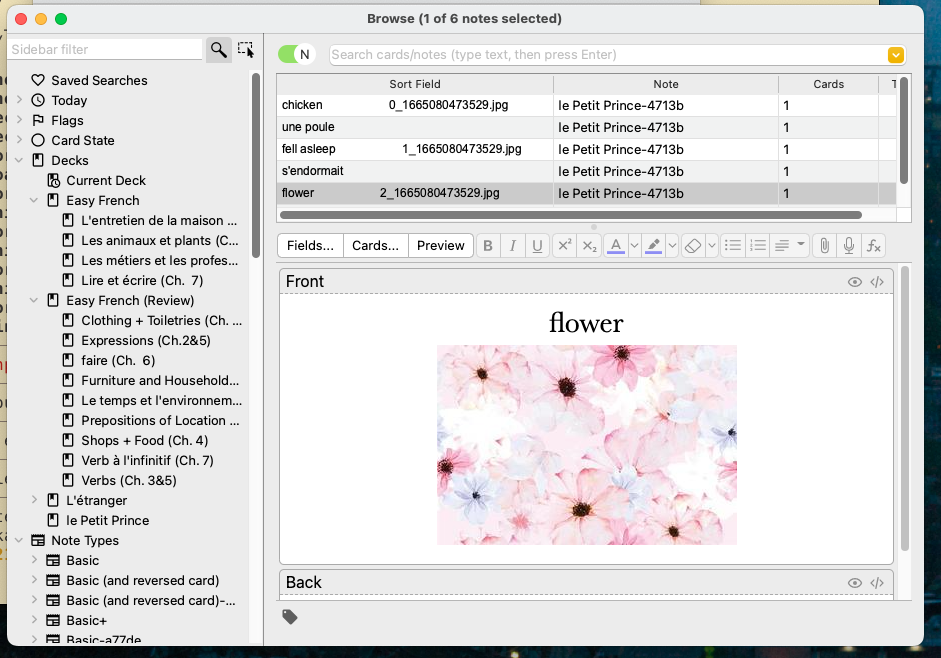 Browse (1 of 6 notes selected)
Sidebar filter
Saved Searches
Today
Flags
Card State
Decks
Current Deck
Easy French
L'entretien de la maison ...
Les animaux et plants (C...
Les métiers et les profes...
Lire et écrire (Ch. 7)
Easy French (Review)
Clothing + Toiletries (Ch. ...
Expressions (Ch.2&5)
faire (Ch. 6)
Furniture and Household...
Le temps et l'environnem...
Prepositions of Location ...
Shops + Food (Ch. 4)
Verb à l'infinitif (Ch. 7)
Verbs (Ch. 3&5)
L'étranger
le Petit Prince
Note Types
Basic
Basic (and reversed card)
Basic (and reversed card)-...
Basic+
Basic-a77de
N
Search cards/notes (type text, then press Enter)
Sort Field Note Cards T
chicken 0_1665080473529.jpg le Petit Prince-4713b 1
une poule le Petit Prince-4713b 1
fell asleep 1_1665080473529.jpg le Petit Prince-4713b 1
s'endormait le Petit Prince-4713b 1
flower 2_1665080473529.jpg le Petit Prince-4713b 1
Fields... Cards... Preview B I U x² x₂ A fx
Front
flower
Back